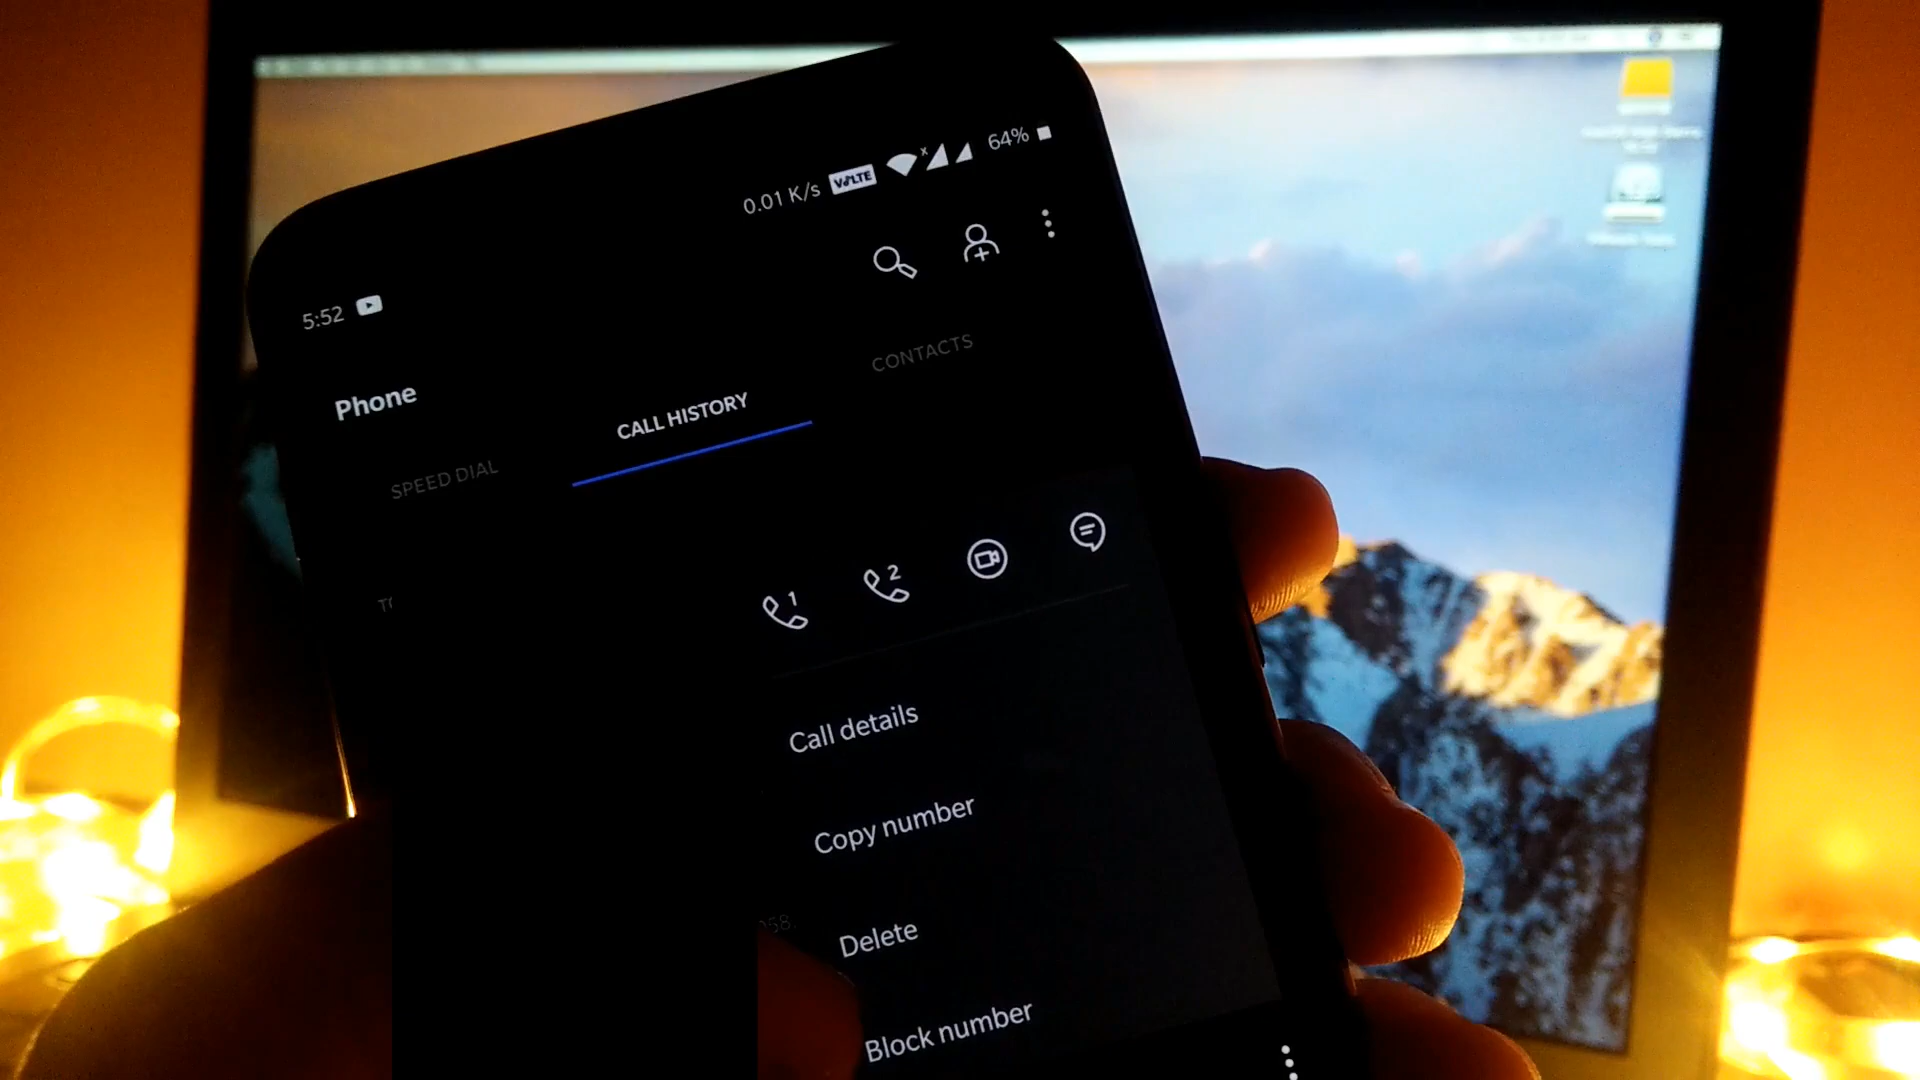 5:52
0.01 K/s VoLTE x 64%
Phone
SPEED DIAL CALL HISTORY CONTACTS
1 2
Call details
Copy number
Delete
Block number